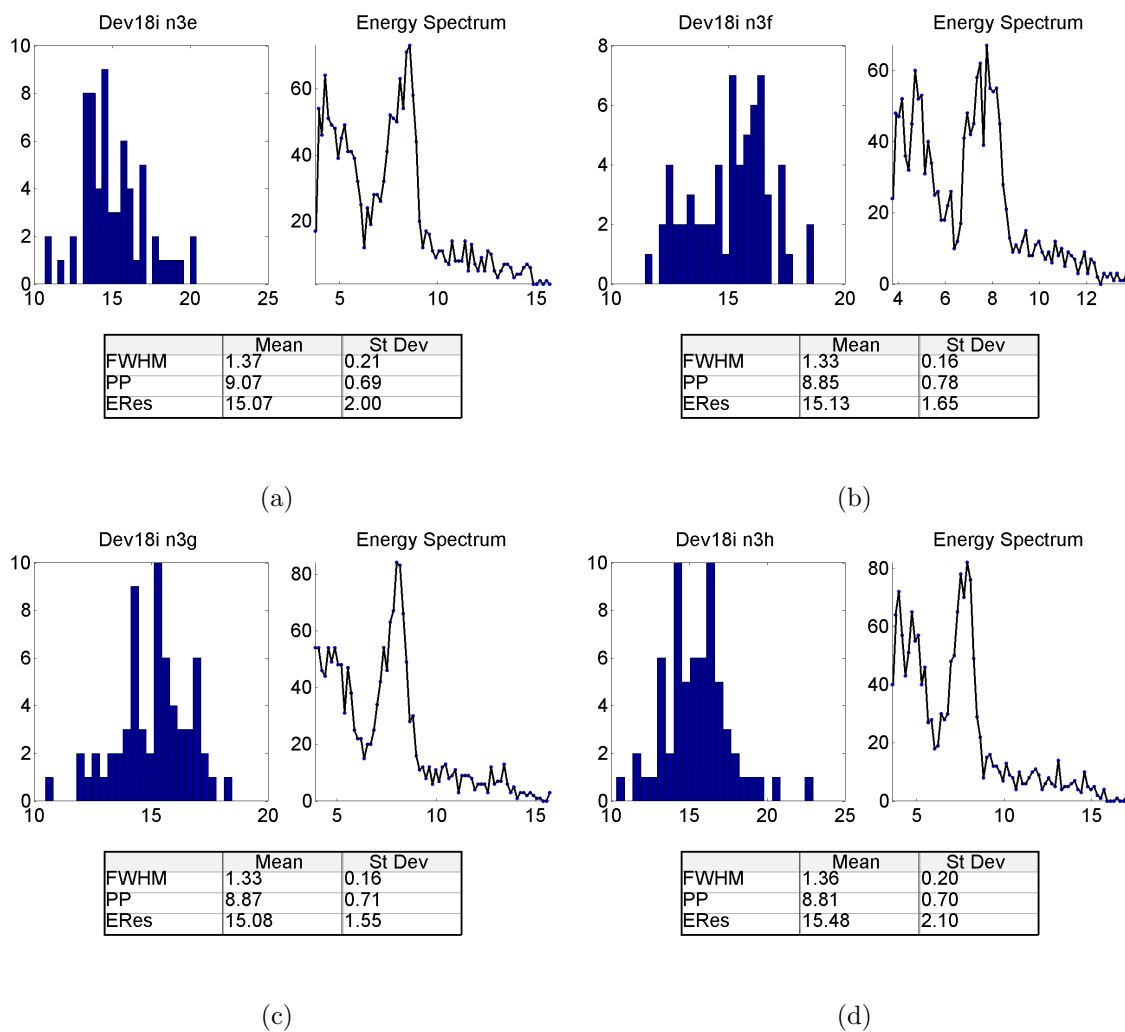 Dev18i n3e
Energy Spectrum
10
8
6
4
2
0
10 15 20 25
60
40
20
5 10 15
Mean St Dev
FWHM 1.37 0.21
PP 9.07 0.69
ERes 15.07 2.00
(a)
Dev18i n3f
Energy Spectrum
8
6
4
2
0
10 15 20
60
40
20
0
4 6 8 10 12
Mean St Dev
FWHM 1.33 0.16
PP 8.85 0.78
ERes 15.13 1.65
(b)
Dev18i n3g
Energy Spectrum
10
8
6
4
2
0
10 15 20
80
60
40
20
0
5 10 15
Mean St Dev
FWHM 1.33 0.16
PP 8.87 0.71
ERes 15.08 1.55
(c)
Dev18i n3h
Energy Spectrum
10
8
6
4
2
0
10 15 20 25
80
60
40
20
0
5 10 15
Mean St Dev
FWHM 1.36 0.20
PP 8.81 0.70
ERes 15.48 2.10
(d)